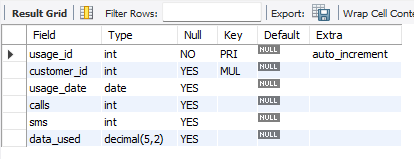 Result Grid Filter Rows: Export: Wrap Cell Conte
Field Type Null Key Default Extra
usage_id int NO PRI NULL auto_increment
customer_id int YES MUL NULL
usage_date date YES NULL
calls int YES NULL
sms int YES NULL
data_used decimal(5,2) YES NULL